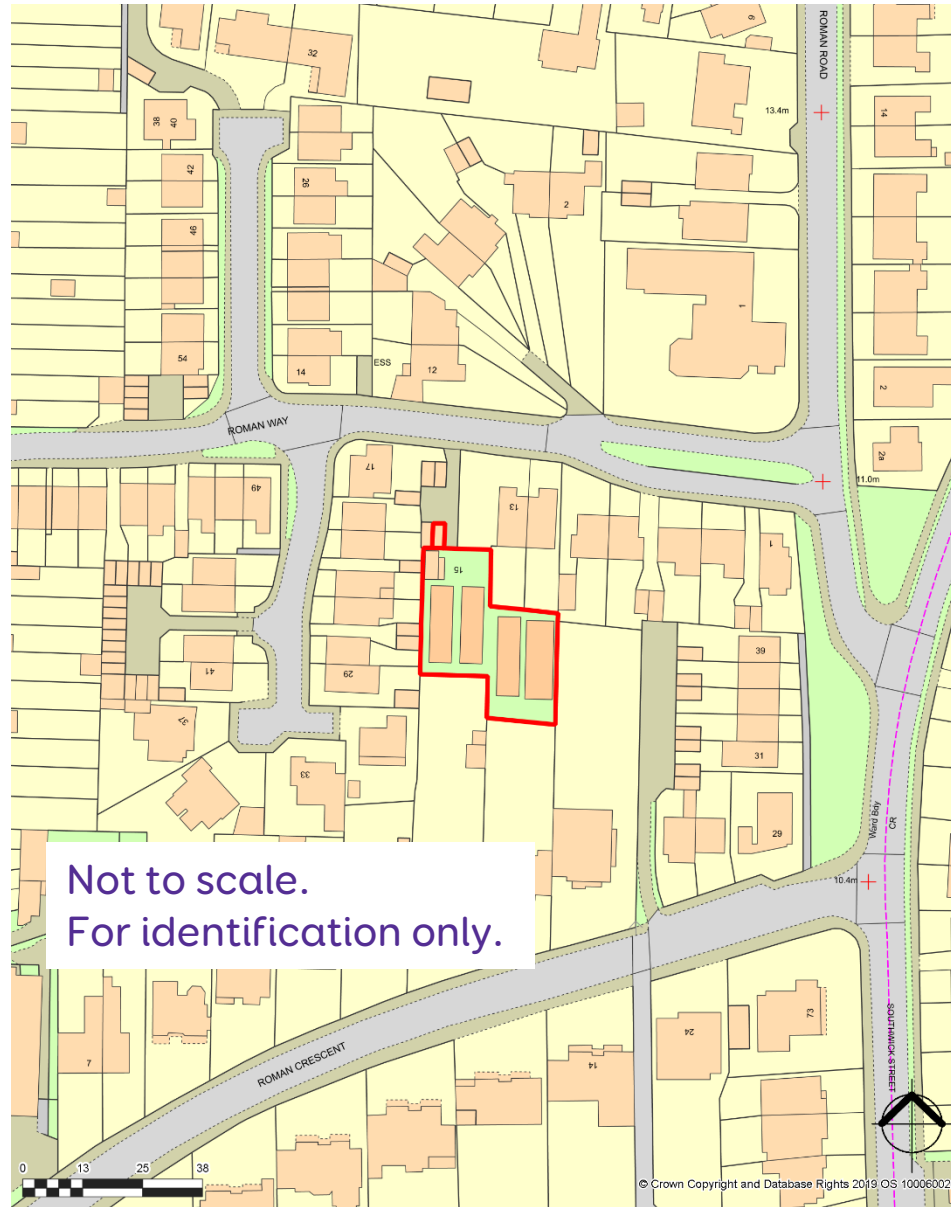 ROMAN ROAD
6
32
13.4m
14
38
40
42
26
2
46
1
54
14
ESS
12
2
ROMAN WAY
2a
11.0m
17
49
13
1
15
39
41
29
37
31
33
29
Ward Bdy
CR
10.4m
Not to scale.
For identification only.
SOUTHWICK STREET
73
24
7
14
ROMAN CRESCENT
0 13 25 38
© Crown Copyright and Database Rights 2019 OS 10006002